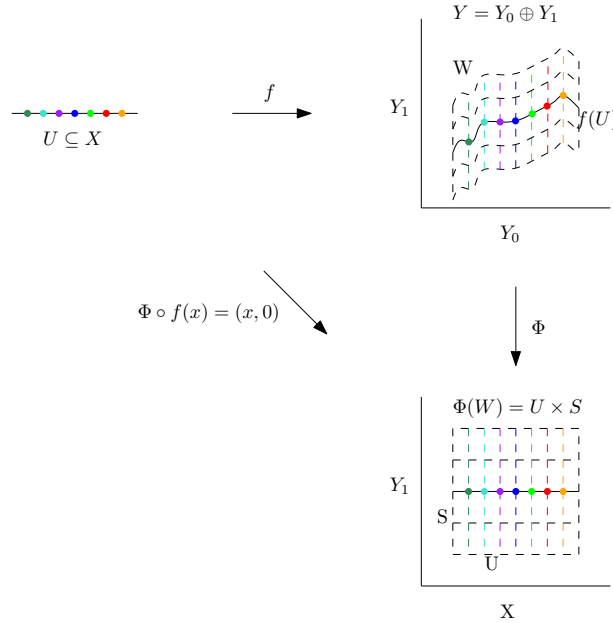 Y = Y₀ ⊕ Y₁
W
f
Y₁
f(U)
U ⊆ X
Y₀
Φ ∘ f(x) = (x, 0)
Φ
Φ(W) = U × S
Y₁
S
U
X